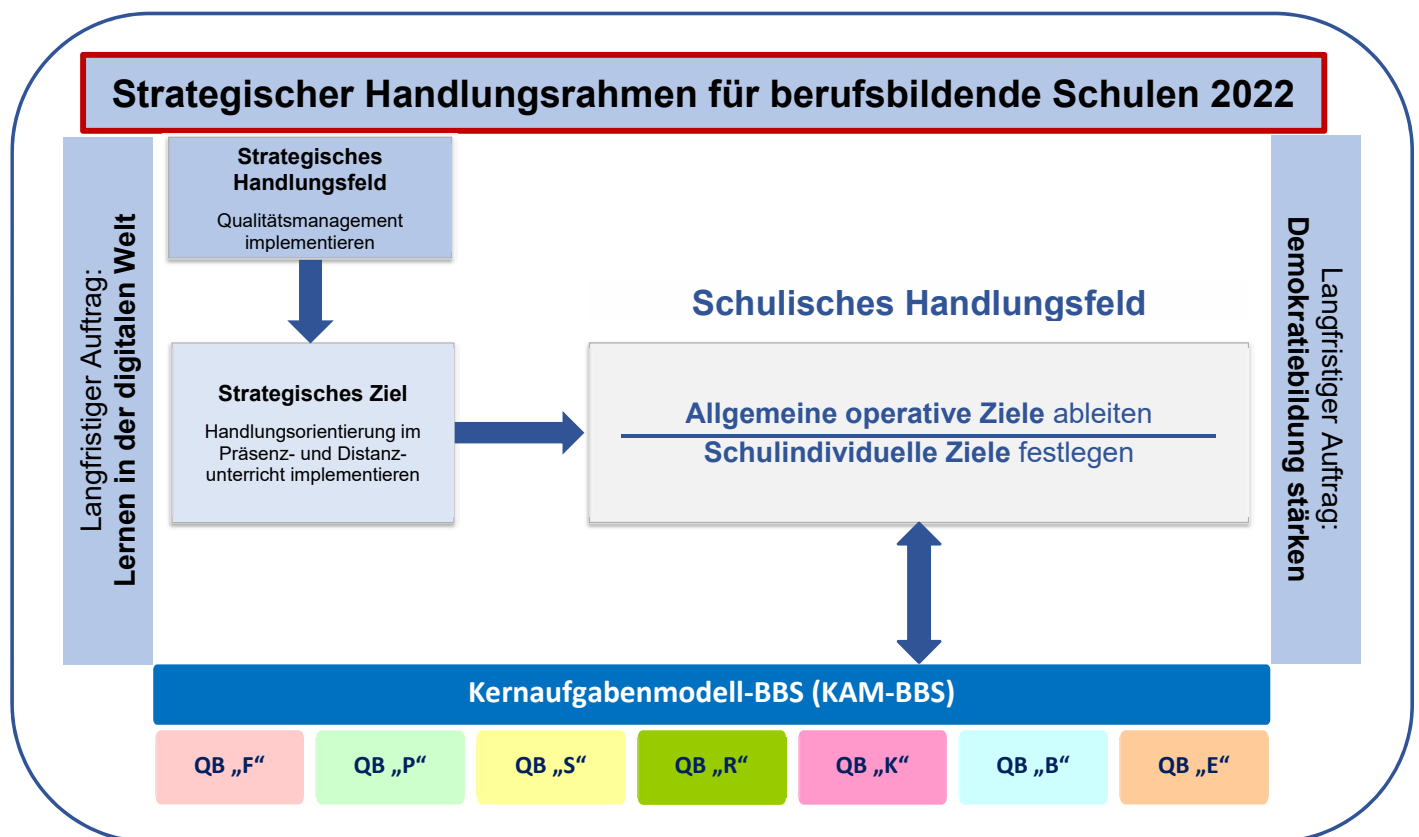 Strategischer Handlungsrahmen für berufsbildende Schulen 2022
Langfristiger Auftrag:
Lernen in der digitalen Welt
Strategisches
Handlungsfeld
Qualitätsmanagement
implementieren
Strategisches Ziel
Handlungsorientierung im
Präsenz- und Distanz-
unterricht implementieren
Schulisches Handlungsfeld
Allgemeine operative Ziele ableiten
Schulindividuelle Ziele festlegen
Langfristiger Auftrag:
Demokratiebildung stärken
Kernaufgabenmodell-BBS (KAM-BBS)
QB „F“
QB „P“
QB „S“
QB „R“
QB „K“
QB „B“
QB „E“